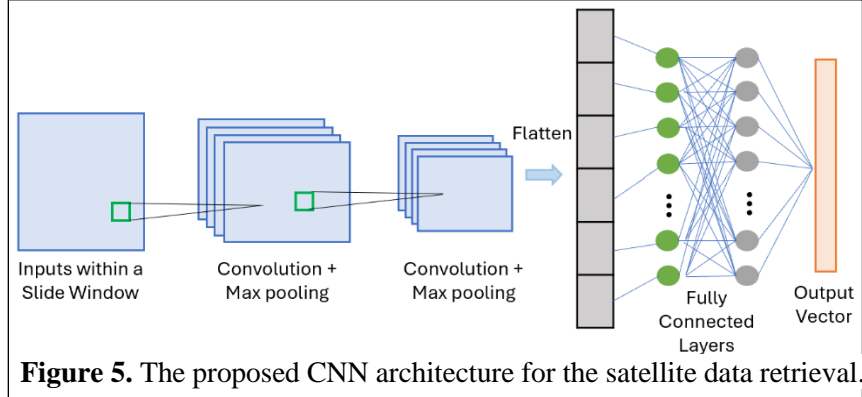 Flatten
Inputs within a
Slide Window
Convolution +
Max pooling
Convolution +
Max pooling
Fully
Connected
Layers
Output
Vector
Figure 5. The proposed CNN architecture for the satellite data retrieval.